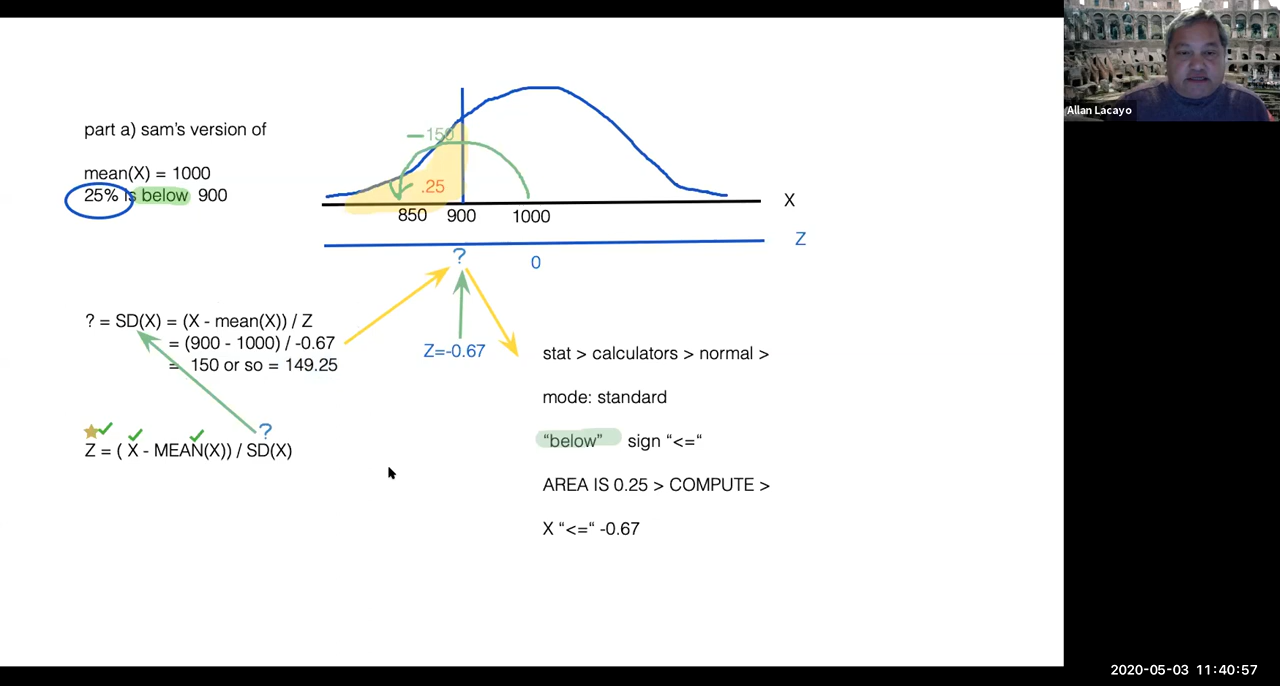 part a) sam's version of
mean(X) = 1000
25% is below 900
—150
.25
850 900 1000
X
Z
?
0
? = SD(X) = (X - mean(X)) / Z
= (900 - 1000) / -0.67
= 150 or so = 149.25
Z=-0.67
?
Z = ( X - MEAN(X)) / SD(X)
stat > calculators > normal >
mode: standard
“below” sign “<=“
AREA IS 0.25 > COMPUTE >
X “<=“ -0.67
Allan Lacayo
2020-05-03 11:40:57